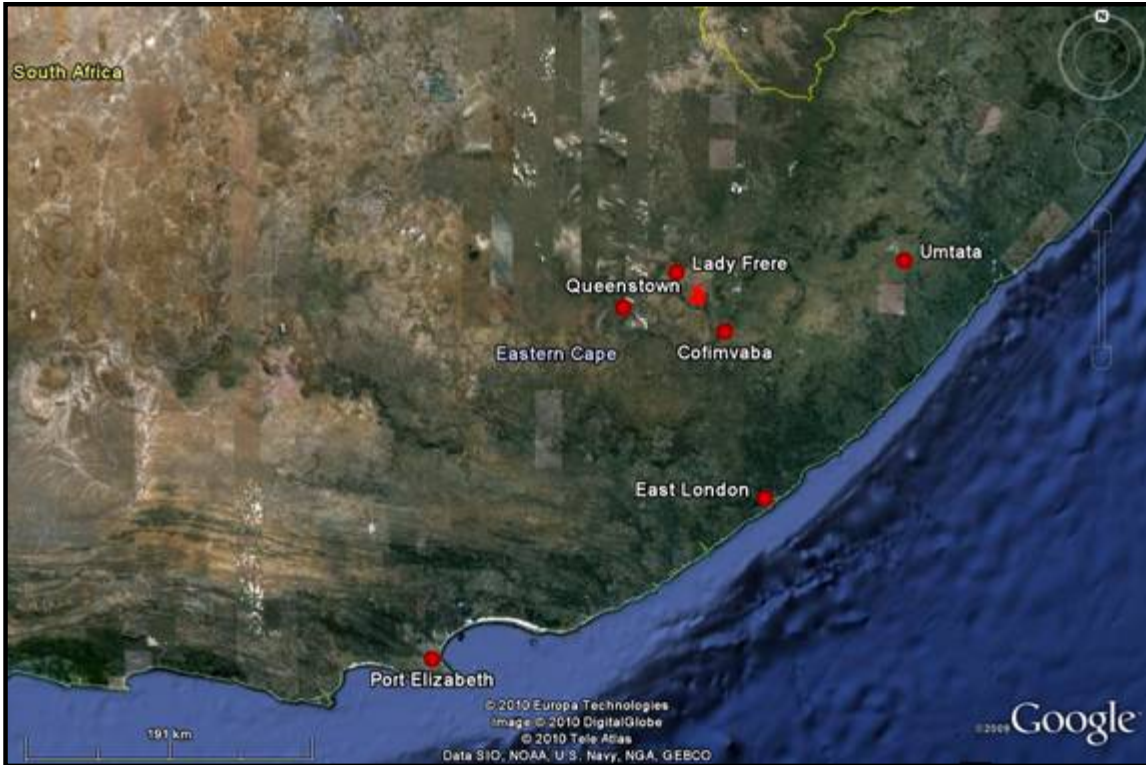 N
South Africa
Lady Frere
Umtata
Queenstown
Cofimvaba
Eastern Cape
East London
Port Elizabeth
191 km
© 2010 Europa Technologies
Image © 2010 DigitalGlobe
© 2010 Tele Atlas
Data SIO, NOAA, U.S. Navy, NGA, GEBCO
©2009 Google